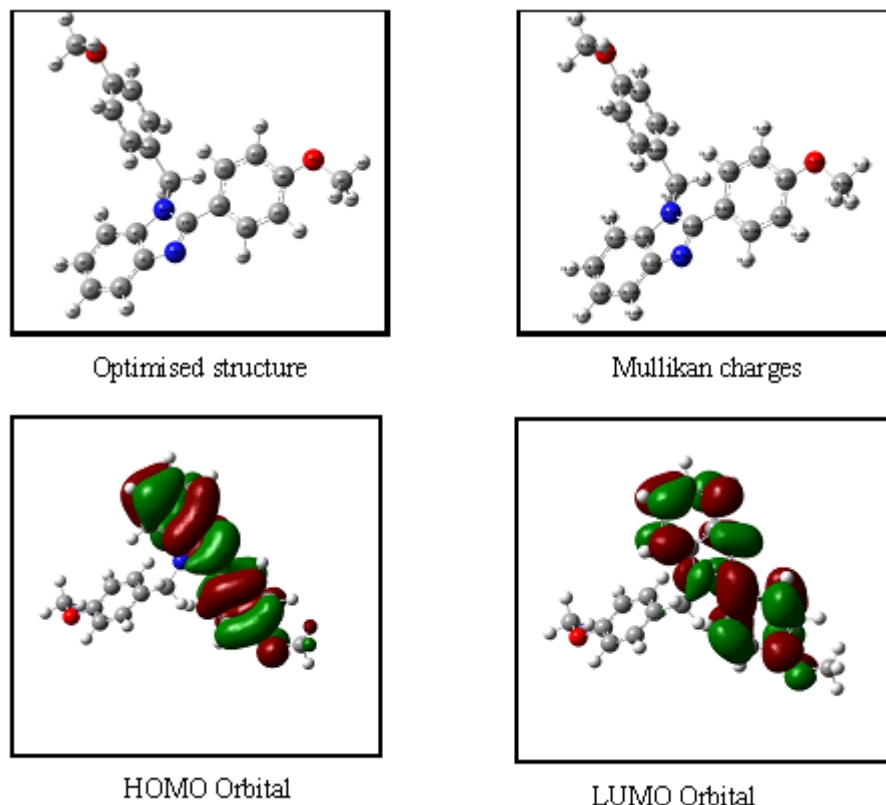 Optimised structure
Mullikan charges
HOMO Orbital
LUMO Orbital